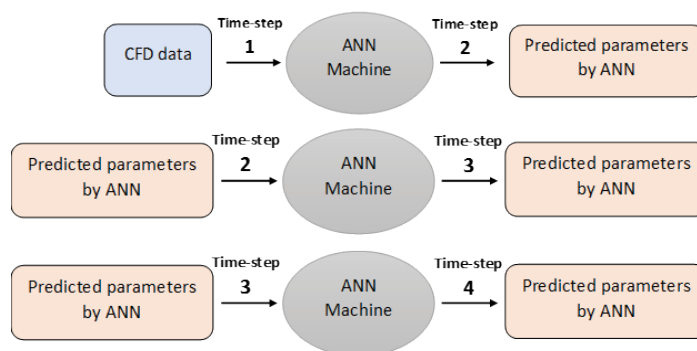 Time-step
1
CFD data
ANN
Machine
Time-step
2
Predicted parameters
by ANN
Predicted parameters
by ANN
Time-step
2
ANN
Machine
Time-step
3
Predicted parameters
by ANN
Predicted parameters
by ANN
Time-step
3
ANN
Machine
Time-step
4
Predicted parameters
by ANN